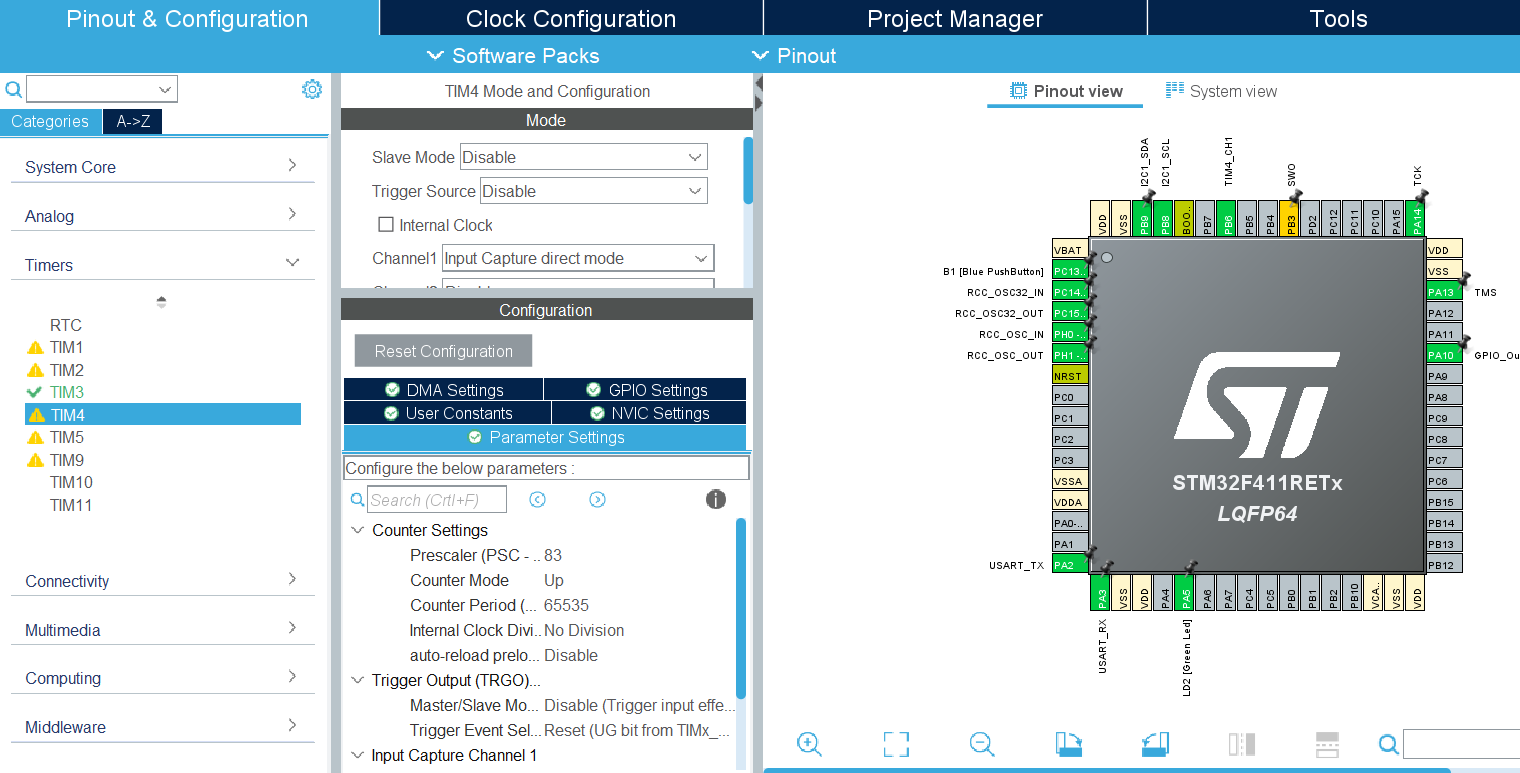 Pinout & Configuration
Clock Configuration
Project Manager
Tools
Software Packs
Pinout
Categories
A->Z
System Core
Analog
Timers
RTC
TIM1
TIM2
TIM3
TIM4
TIM5
TIM9
TIM10
TIM11
Connectivity
Multimedia
Computing
Middleware
TIM4 Mode and Configuration
Mode
Slave Mode Disable
Trigger Source Disable
Internal Clock
Channel1 Input Capture direct mode
Configuration
Reset Configuration
DMA Settings
GPIO Settings
User Constants
NVIC Settings
Parameter Settings
Configure the below parameters :
Search (Crtl+F)
Counter Settings
Prescaler (PSC - .. 83
Counter Mode Up
Counter Period (... 65535
Internal Clock Divi.. No Division
auto-reload prelo... Disable
Trigger Output (TRGO)...
Master/Slave Mo... Disable (Trigger input effe...
Trigger Event Sel... Reset (UG bit from TIMx_...
Input Capture Channel 1
Pinout view
System view
I2C1_SDA
I2C1_SCL
TIM4_CH1
SWO
TCK
VDD
VSS
PB9
PB8
BOO..
PB7
PB6
PB5
PB4
PB3
PD2
PC12
PC11
PC10
PA15
PA14
VBAT
B1 [Blue PushButton] PC13..
RCC_OSC32_IN PC14..
RCC_OSC32_OUT PC15..
RCC_OSC_IN PH0-..
RCC_OSC_OUT PH1-..
NRST
PC0
PC1
PC2
PC3
VSSA
VDDA
PA0-..
PA1
USART_TX PA2
STM32F411RETx
LQFP64
VDD
VSS
PA13 TMS
PA12
PA11
PA10 GPIO_Ou
PA9
PA8
PC9
PC8
PC7
PC6
PB15
PB14
PB13
PB12
PA3
VSS
VDD
PA4
PA5
PA6
PA7
PC4
PC5
PB0
PB1
PB2
PB10
VCA..
VSS
VDD
USART_RX
LD2 [Green Led]